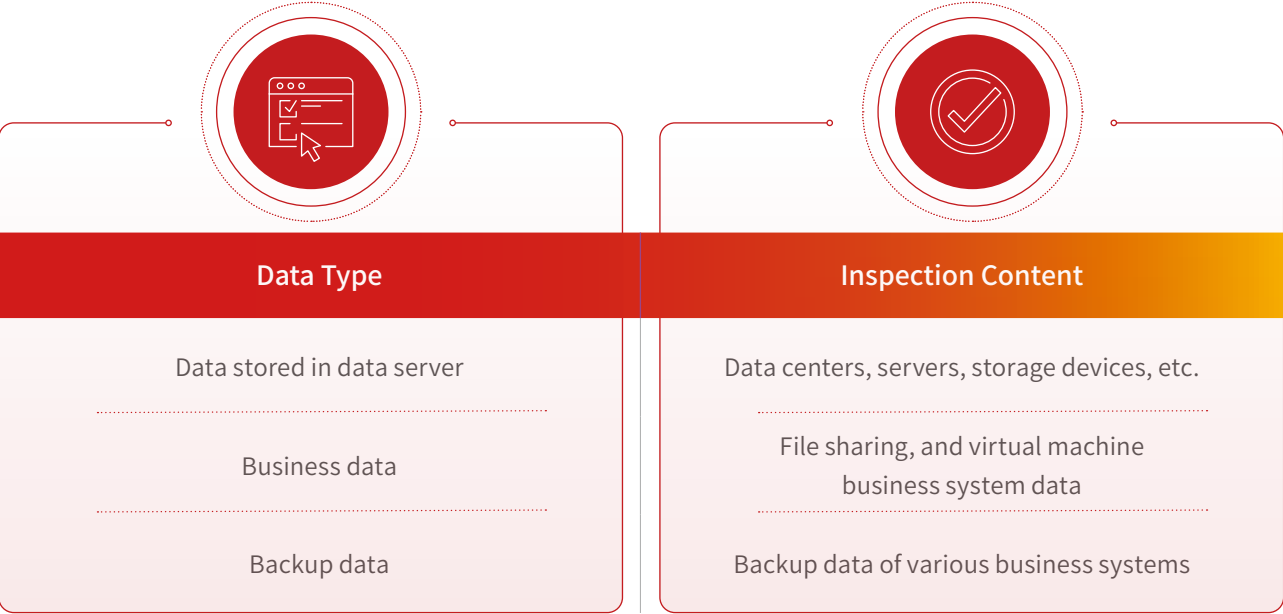 Data Type
Inspection Content
Data stored in data server
Data centers, servers, storage devices, etc.
Business data
File sharing, and virtual machine
business system data
Backup data
Backup data of various business systems